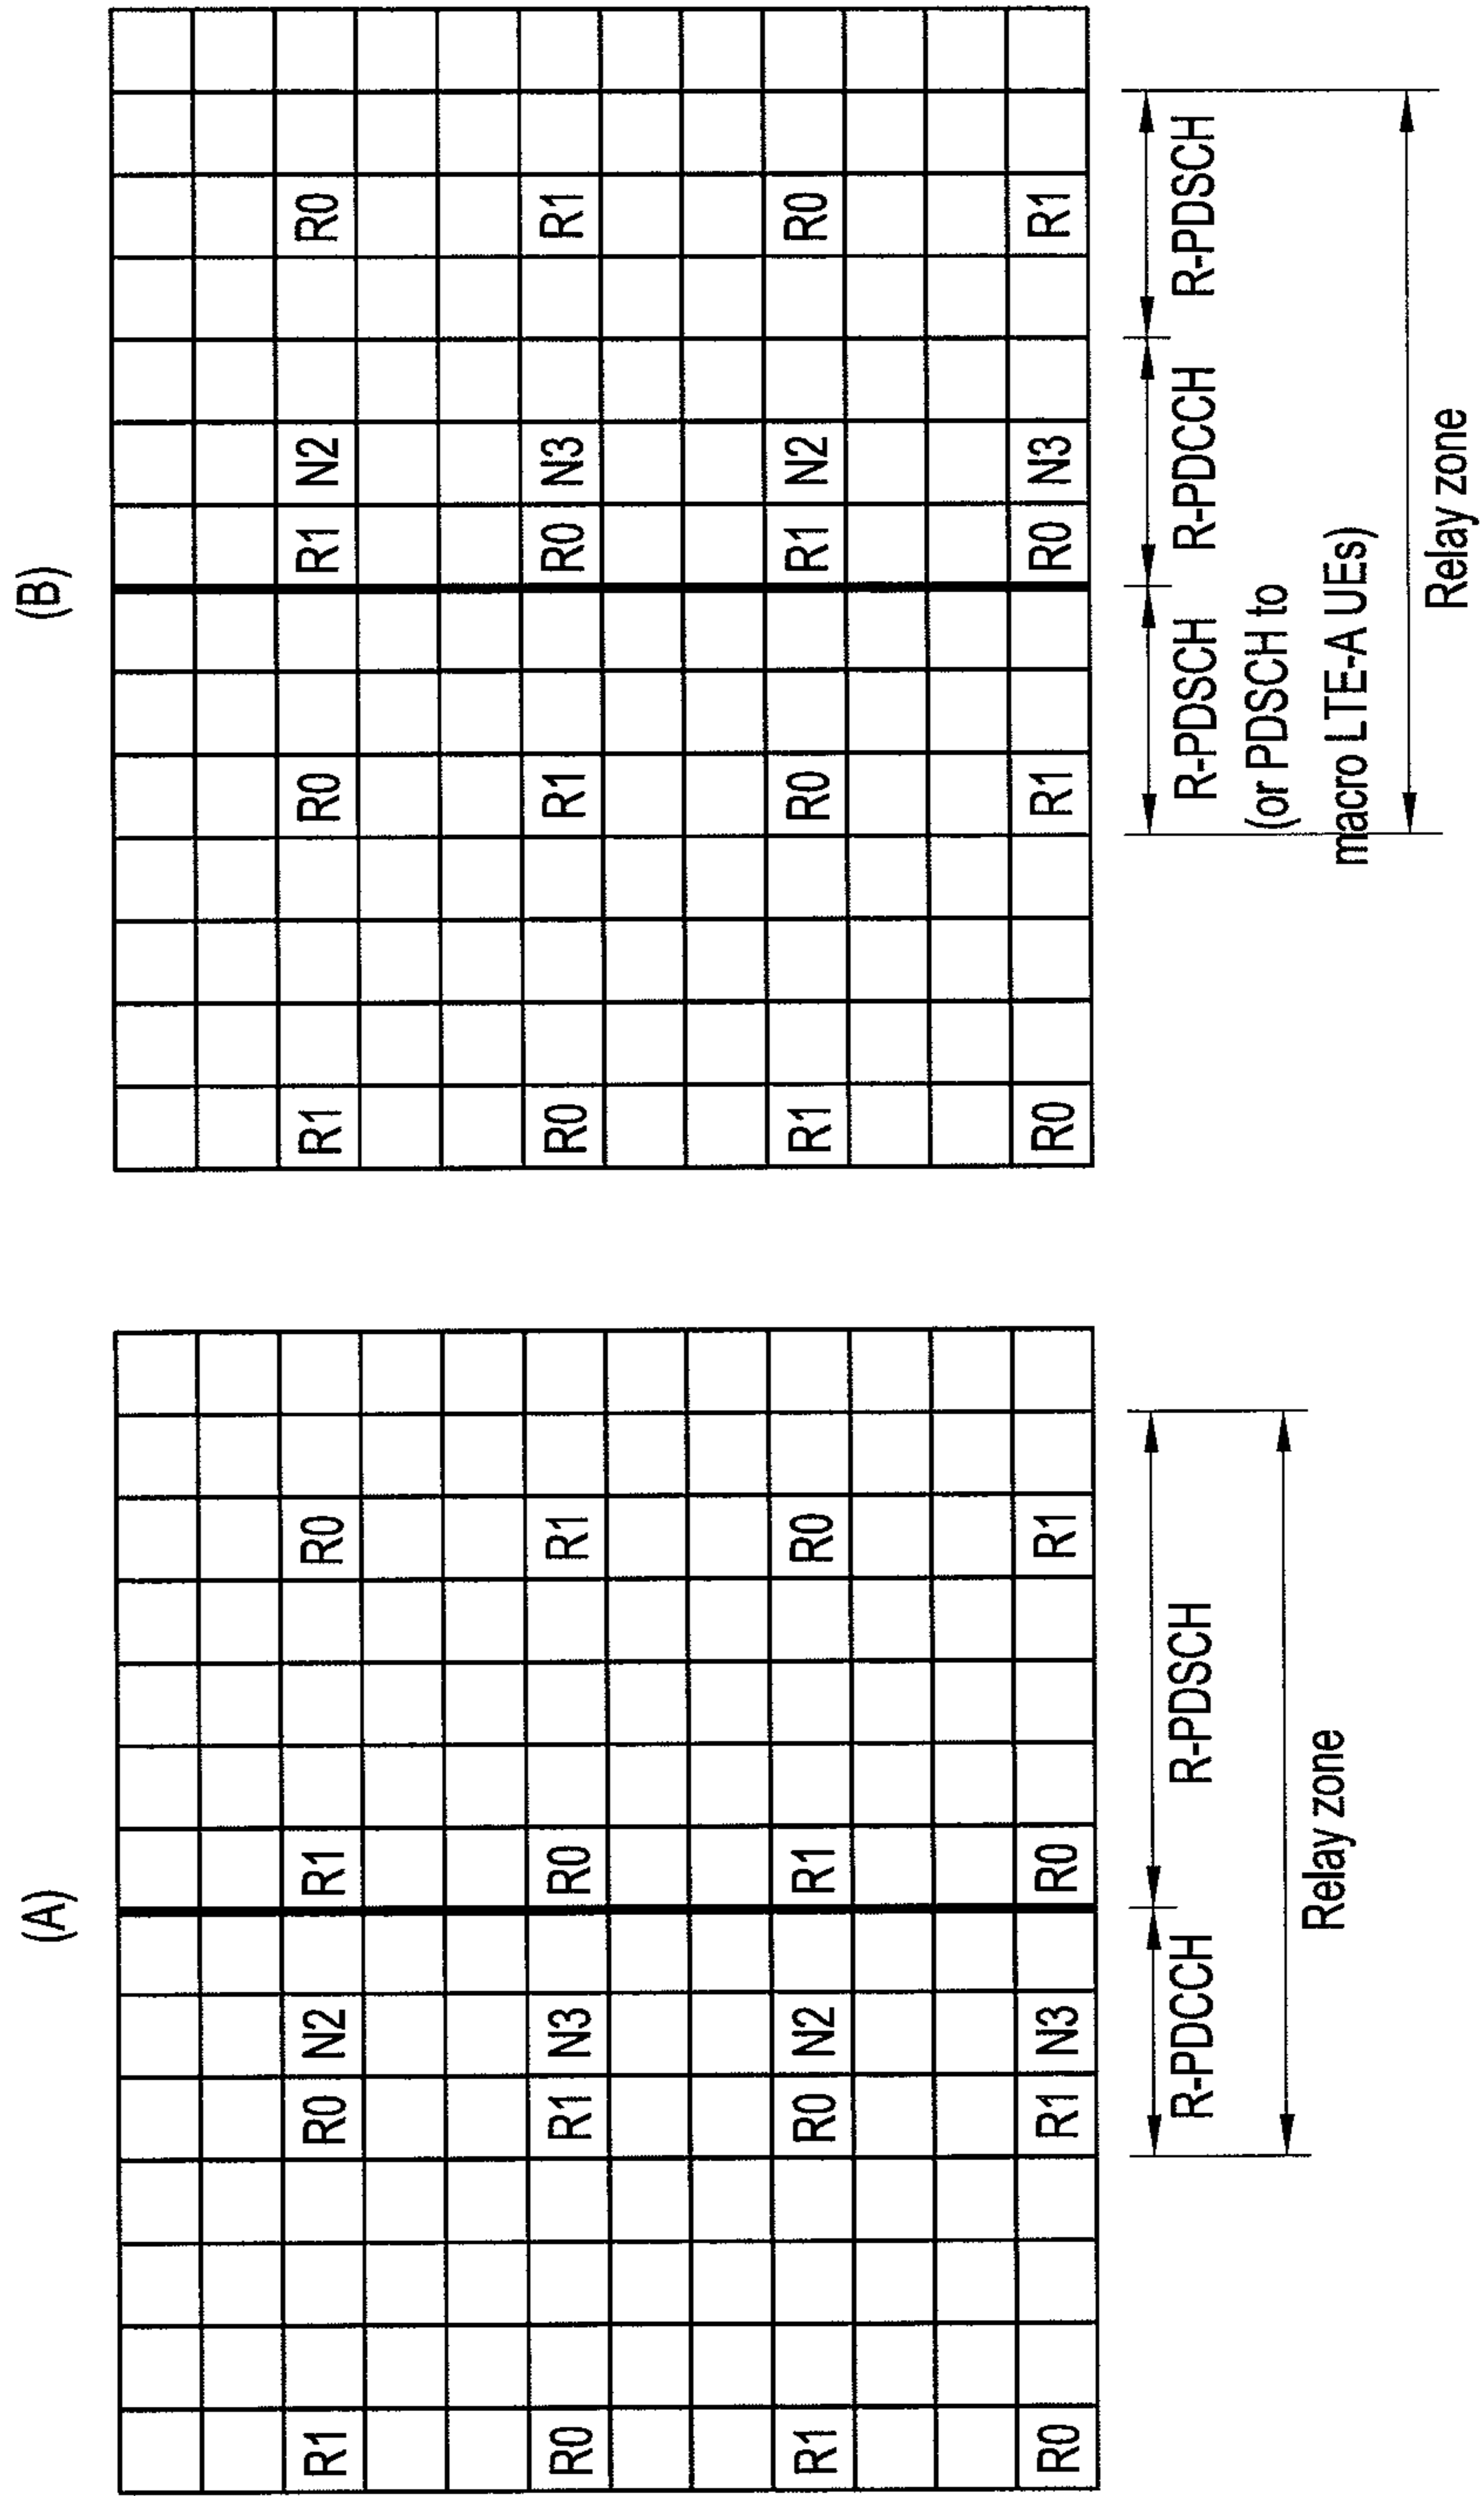 (A)
(B)
R1 R0 N2 R1 R0
R0 R1 N3 R0 R1
R1 R0 N2 R1 R0
R0 R1 N3 R0 R1
R-PDCCH R-PDSCH
Relay zone
R1 R0 R1 N2 R0
R0 R1 R0 N3 R1
R1 R0 R1 N2 R0
R0 R1 R0 N3 R1
R-PDSCH
(or PDSCH to
macro LTE-A UEs)
R-PDCCH
R-PDSCH
Relay zone